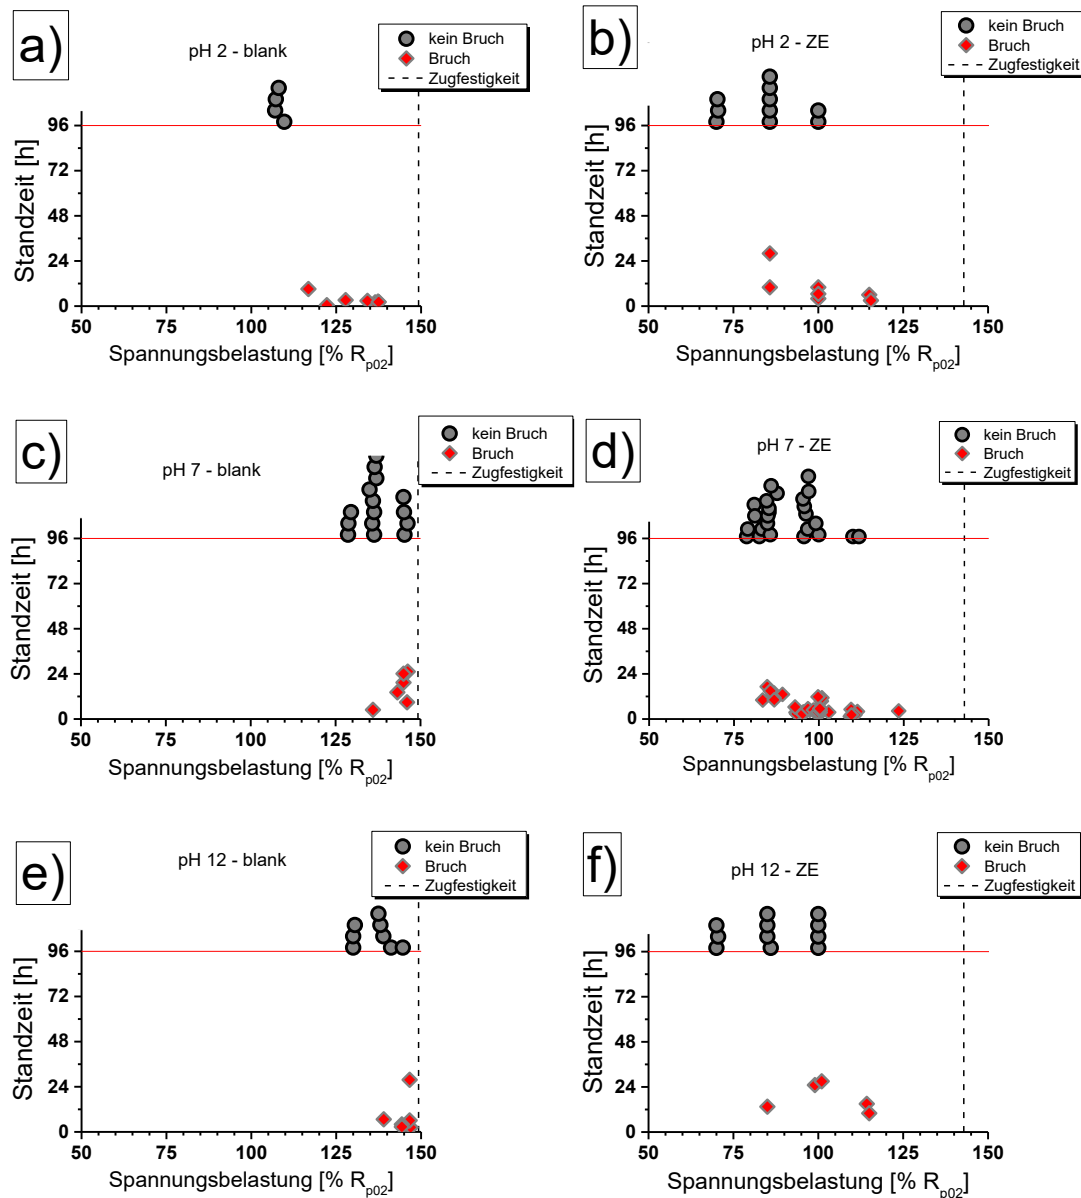 a)
pH 2 - blank
kein Bruch
Bruch
Zugfestigkeit
Standzeit [h]
96
72
48
24
0
50 75 100 125 150
Spannungsbelastung [% Rp02]
b)
pH 2 - ZE
kein Bruch
Bruch
Zugfestigkeit
Standzeit [h]
96
72
48
24
0
50 75 100 125 150
Spannungsbelastung [% Rp02]
c)
pH 7 - blank
kein Bruch
Bruch
Zugfestigkeit
Standzeit [h]
96
72
48
24
0
50 75 100 125 150
Spannungsbelastung [% Rp02]
d)
pH 7 - ZE
kein Bruch
Bruch
Zugfestigkeit
Standzeit [h]
96
72
48
24
0
50 75 100 125 150
Spannungsbelastung [% Rp02]
e)
pH 12 - blank
kein Bruch
Bruch
Zugfestigkeit
Standzeit [h]
96
72
48
24
0
50 75 100 125 150
Spannungsbelastung [% Rp02]
f)
pH 12 - ZE
kein Bruch
Bruch
Zugfestigkeit
Standzeit [h]
96
72
48
24
0
50 75 100 125 150
Spannungsbelastung [% Rp02]